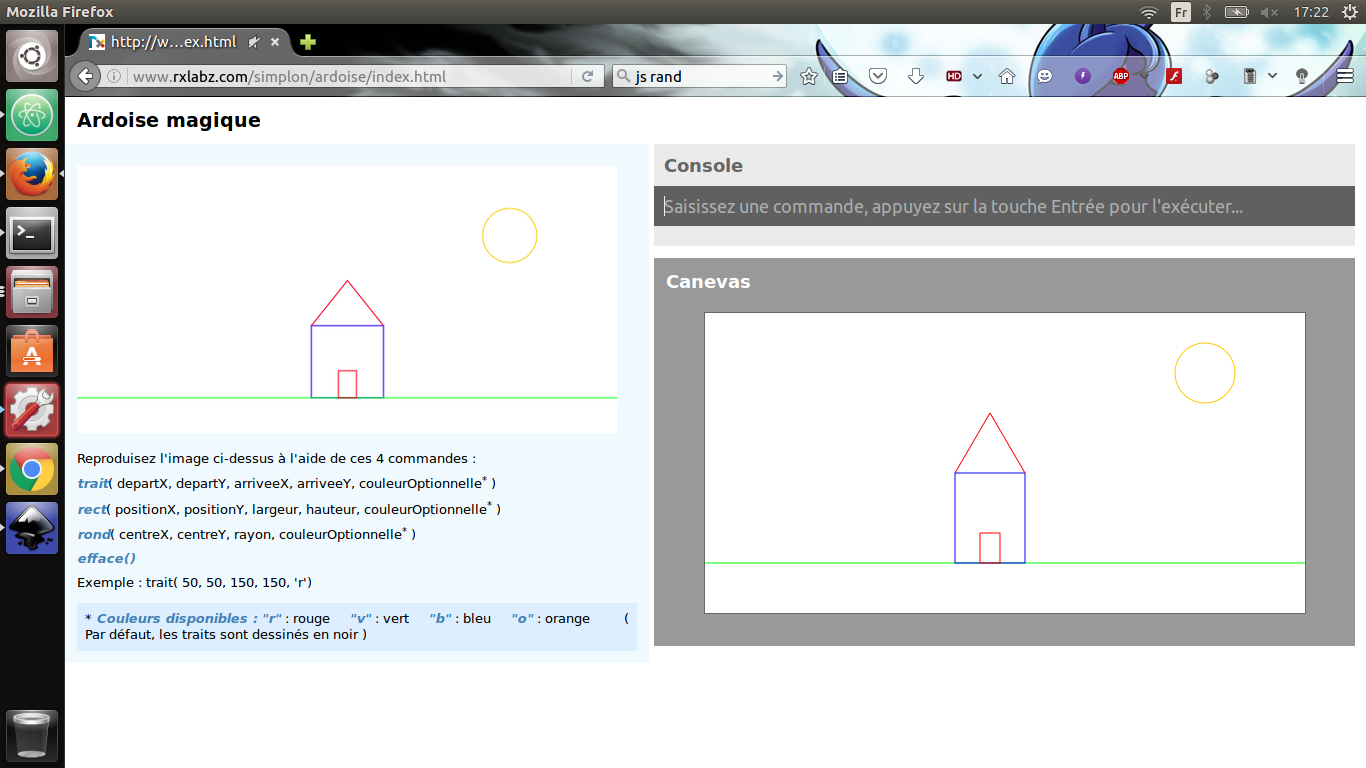 Mozilla Firefox
Fr
17:22
http://w...ex.html
www.rxlabz.com/simplon/ardoise/index.html
js rand
HD
ABP
Ardoise magique
Reproduisez l'image ci-dessus à l'aide de ces 4 commandes :
trait( departX, departY, arriveeX, arriveeY, couleurOptionnelle* )
rect( positionX, positionY, largeur, hauteur, couleurOptionnelle* )
rond( centreX, centreY, rayon, couleurOptionnelle* )
efface()
Exemple : trait( 50, 50, 150, 150, 'r')
* Couleurs disponibles : "r" : rouge "v" : vert "b" : bleu "o" : orange (
Par défaut, les traits sont dessinés en noir )
Console
Saisissez une commande, appuyez sur la touche Entrée pour l'exécuter...
Canevas